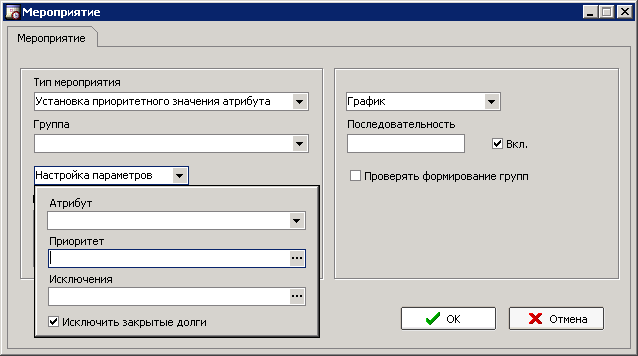 Мероприятие
Мероприятие
Тип мероприятия
Установка приоритетного значения атрибута
Группа
Настройка параметров
Атрибут
Приоритет
Исключения
Исключить закрытые долги
График
Последовательность
Вкл.
Проверять формирование групп
OK
Отмена